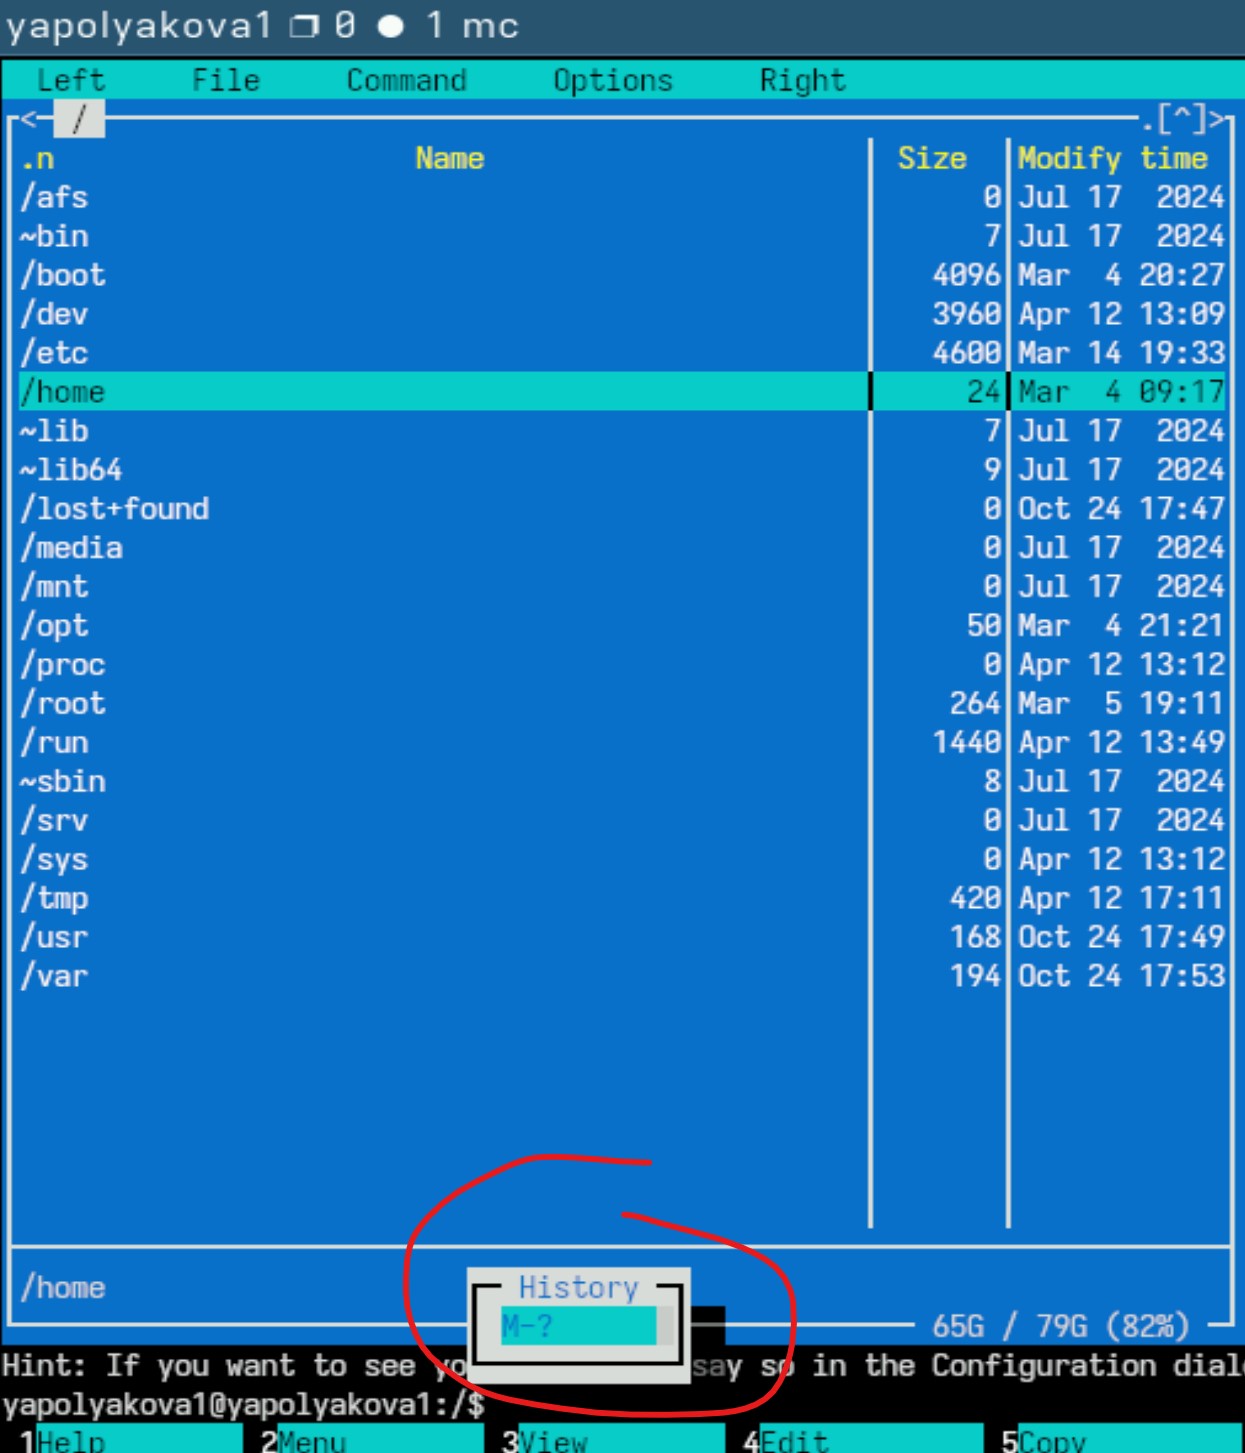 yapolyakova1 0 ● 1 mc
Left File Command Options Right
<- / .[^]>
.n Name Size Modify time
/afs 0 Jul 17 2024
~bin 7 Jul 17 2024
/boot 4096 Mar 4 20:27
/dev 3960 Apr 12 13:09
/etc 4600 Mar 14 19:33
/home 24 Mar 4 09:17
~lib 7 Jul 17 2024
~lib64 9 Jul 17 2024
/lost+found 0 Oct 24 17:47
/media 0 Jul 17 2024
/mnt 0 Jul 17 2024
/opt 50 Mar 4 21:21
/proc 0 Apr 12 13:12
/root 264 Mar 5 19:11
/run 1440 Apr 12 13:49
~sbin 8 Jul 17 2024
/srv 0 Jul 17 2024
/sys 0 Apr 12 13:12
/tmp 420 Apr 12 17:11
/usr 168 Oct 24 17:49
/var 194 Oct 24 17:53
/home
History
M-?
65G / 79G (82%)
Hint: If you want to see yo say so in the Configuration dial
yapolyakova1@yapolyakova1:/$
1Help 2Menu 3View 4Edit 5Copy